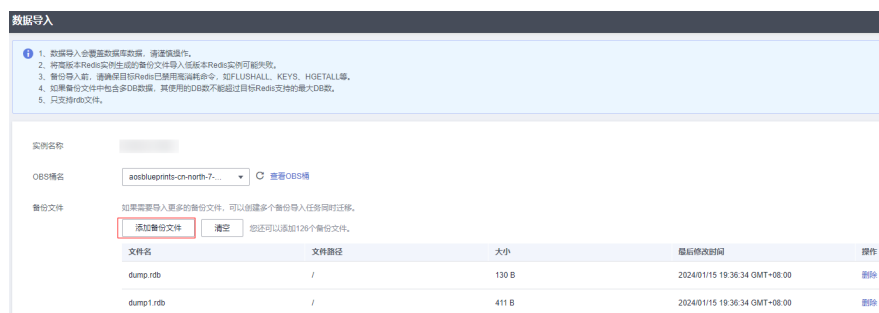 数据导入
1、数据导入会覆盖数据库数据，请谨慎操作。
2、将高版本Redis实例生成的备份文件导入低版本Redis实例可能失败。
3、备份导入前，请确保目标Redis已禁用高消耗命令，如FLUSHALL、KEYS、HGETALL等。
4、如果备份文件中包含多DB数据，其使用的DB数不能超过目标Redis支持的最大DB数。
5、只支持rdb文件。
实例名称
OBS桶名 aosblueprints-cn-north-7-... 查看OBS桶
备份文件 如果需要导入更多的备份文件，可以创建多个备份导入任务同时迁移。
添加备份文件 清空 您还可以添加126个备份文件。
文件名 文件路径 大小 最后修改时间 操作
dump.rdb / 130 B 2024/01/15 19:36:34 GMT+08:00 删除
dump1.rdb / 411 B 2024/01/15 19:36:34 GMT+08:00 删除